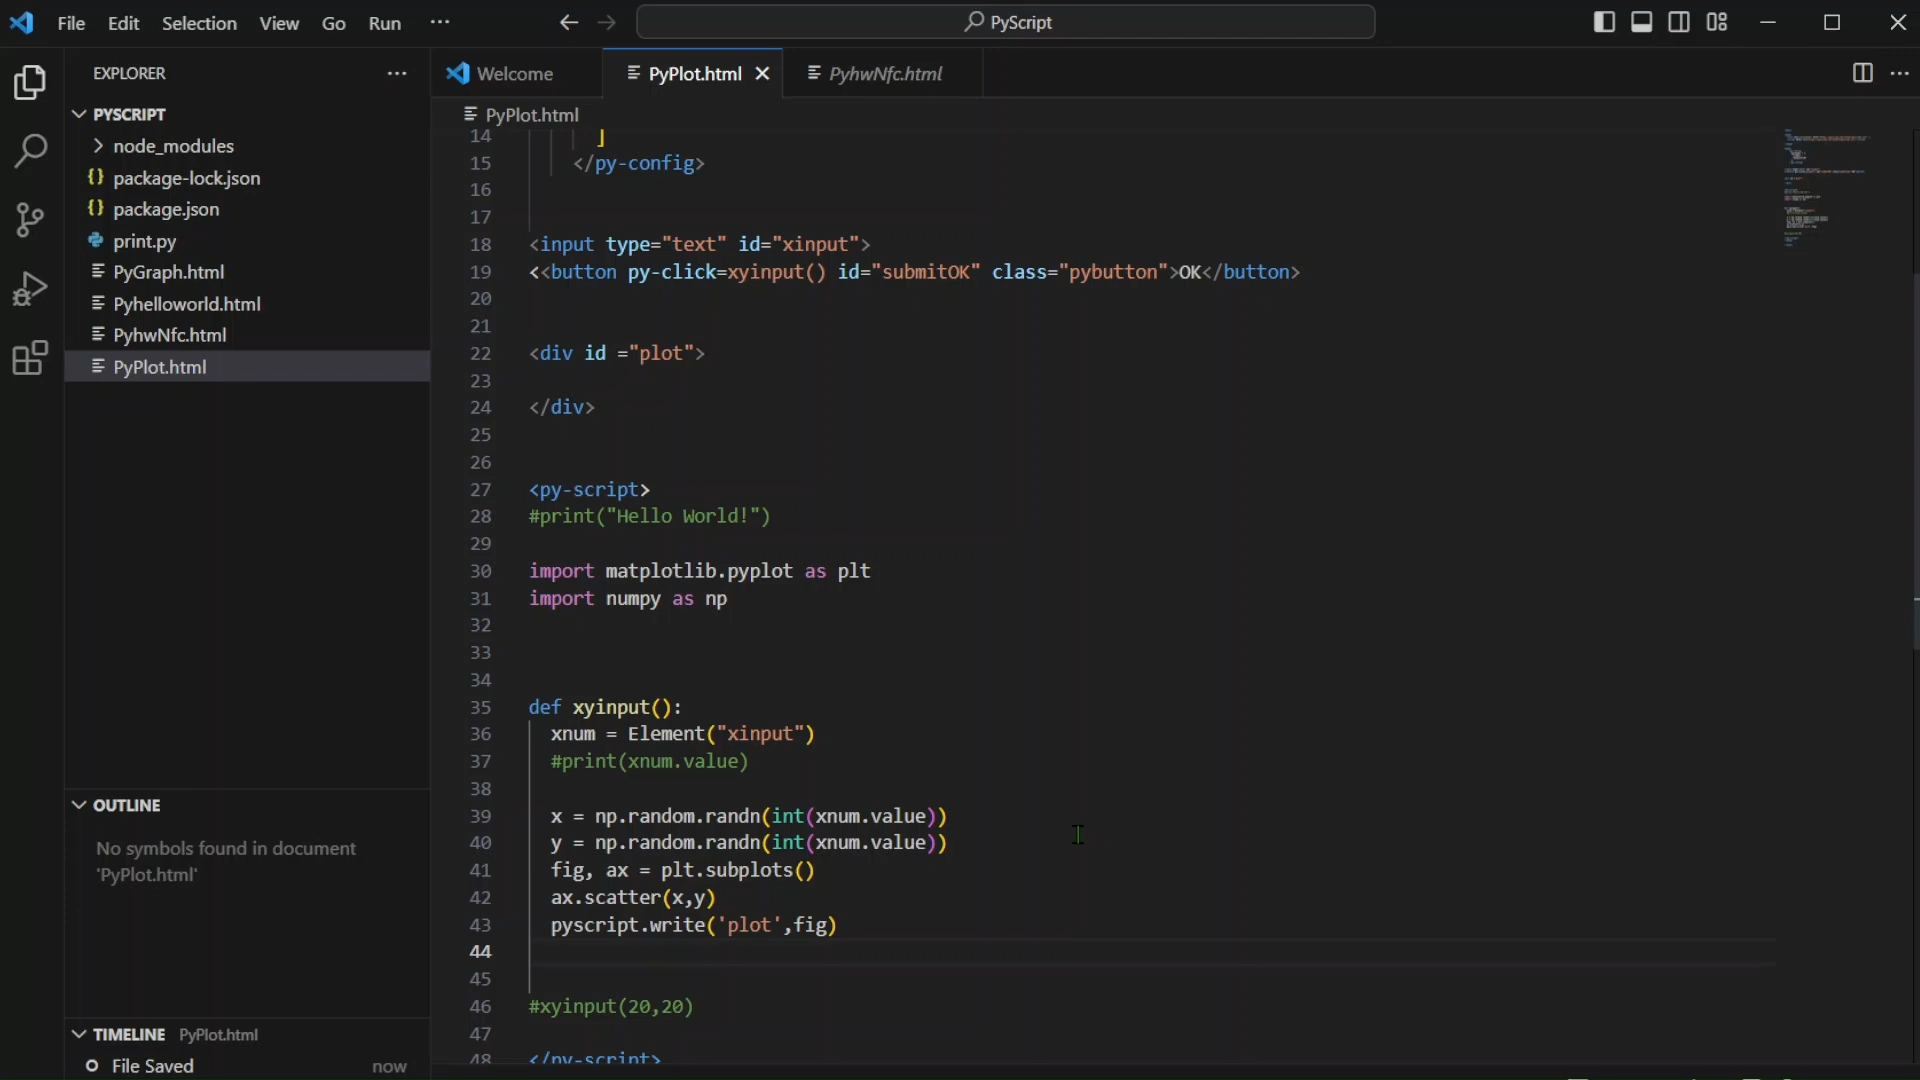 File Edit Selection View Go Run ··· PyScript
EXPLORER ···
PYSCRIPT
node_modules
{} package-lock.json
{} package.json
print.py
PyGraph.html
Pyhelloworld.html
PyhwNfc.html
PyPlot.html
OUTLINE
No symbols found in document
'PyPlot.html'
TIMELINE PyPlot.html
File Saved now
Welcome PyPlot.html PyhwNfc.html
PyPlot.html
14 ]
15 </py-config>
16
17
18 <input type="text" id="xinput">
19 <<button py-click=xyinput() id="submitOK" class="pybutton">OK</button>
20
21
22 <div id ="plot">
23
24 </div>
25
26
27 <py-script>
28 #print("Hello World!")
29
30 import matplotlib.pyplot as plt
31 import numpy as np
32
33
34
35 def xyinput():
36 xnum = Element("xinput")
37 #print(xnum.value)
38
39 x = np.random.randn(int(xnum.value))
40 y = np.random.randn(int(xnum.value))
41 fig, ax = plt.subplots()
42 ax.scatter(x,y)
43 pyscript.write('plot',fig)
44
45
46 #xyinput(20,20)
47
48 </py-script>